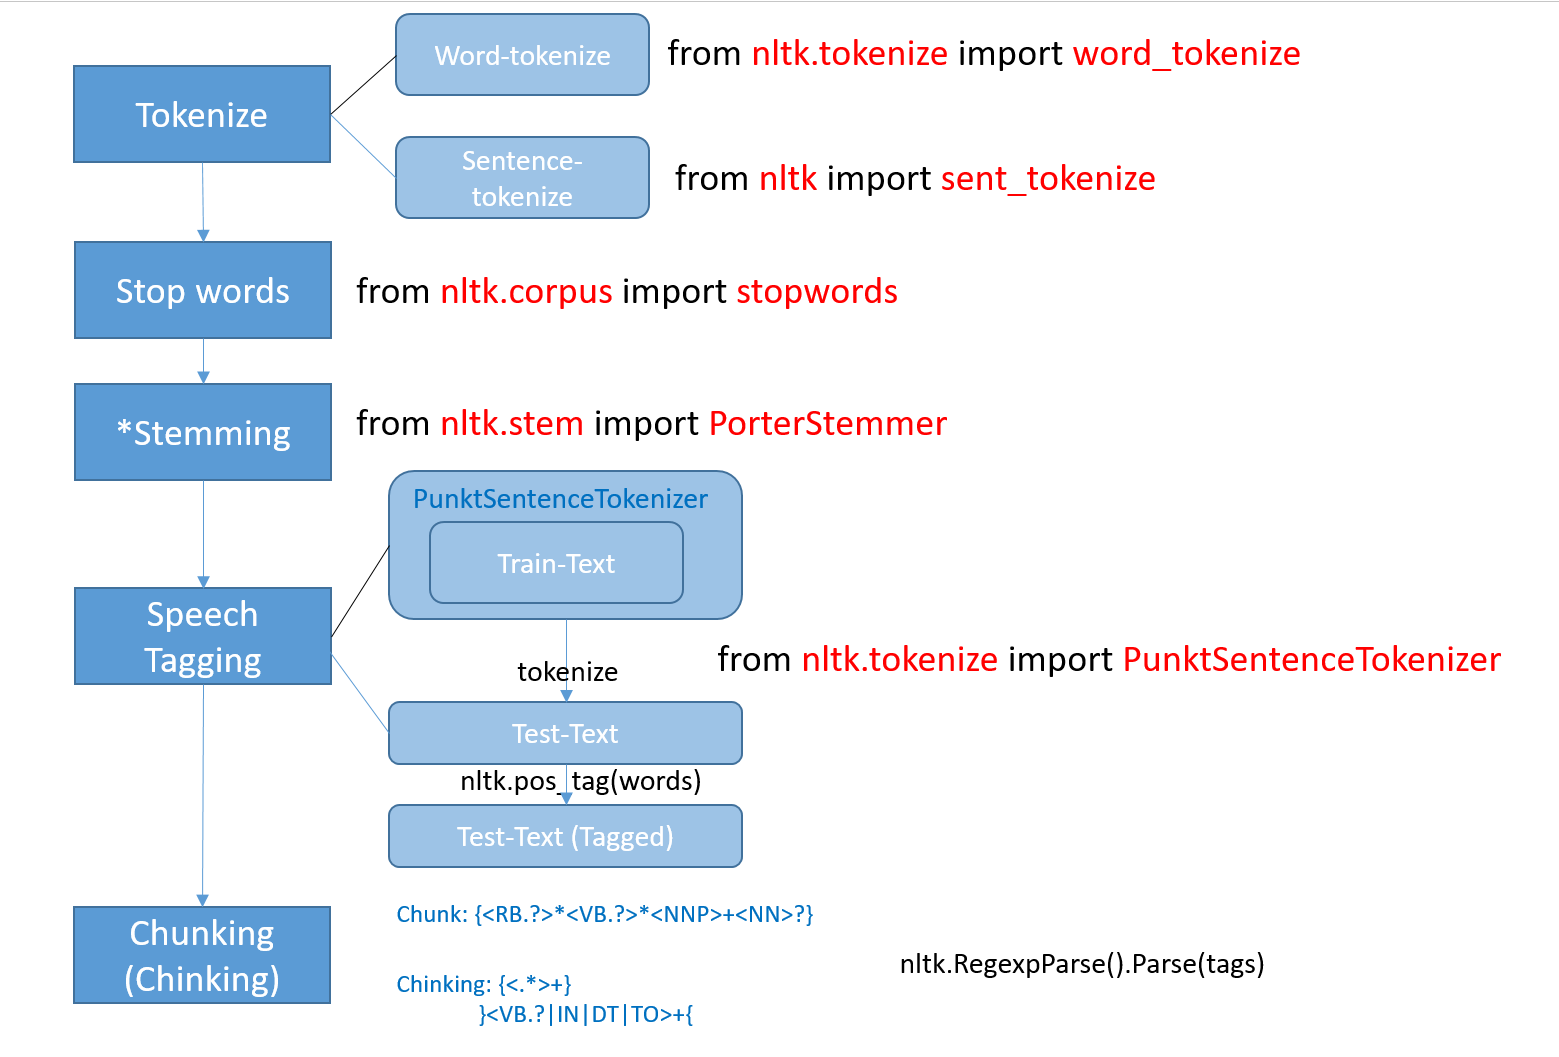 Tokenize
Word-tokenize
from nltk.tokenize import word_tokenize
Sentence-
tokenize
from nltk import sent_tokenize
Stop words
from nltk.corpus import stopwords
*Stemming
from nltk.stem import PorterStemmer
Speech
Tagging
PunktSentenceTokenizer
Train-Text
tokenize
from nltk.tokenize import PunktSentenceTokenizer
Test-Text
nltk.pos_tag(words)
Test-Text (Tagged)
Chunking
(Chinking)
Chunk: {<RB.?>*<VB.?>*<NNP>+<NN>?}
Chinking: {<.*>+}
}<VB.?|IN|DT|TO>+{
nltk.RegexpParse().Parse(tags)